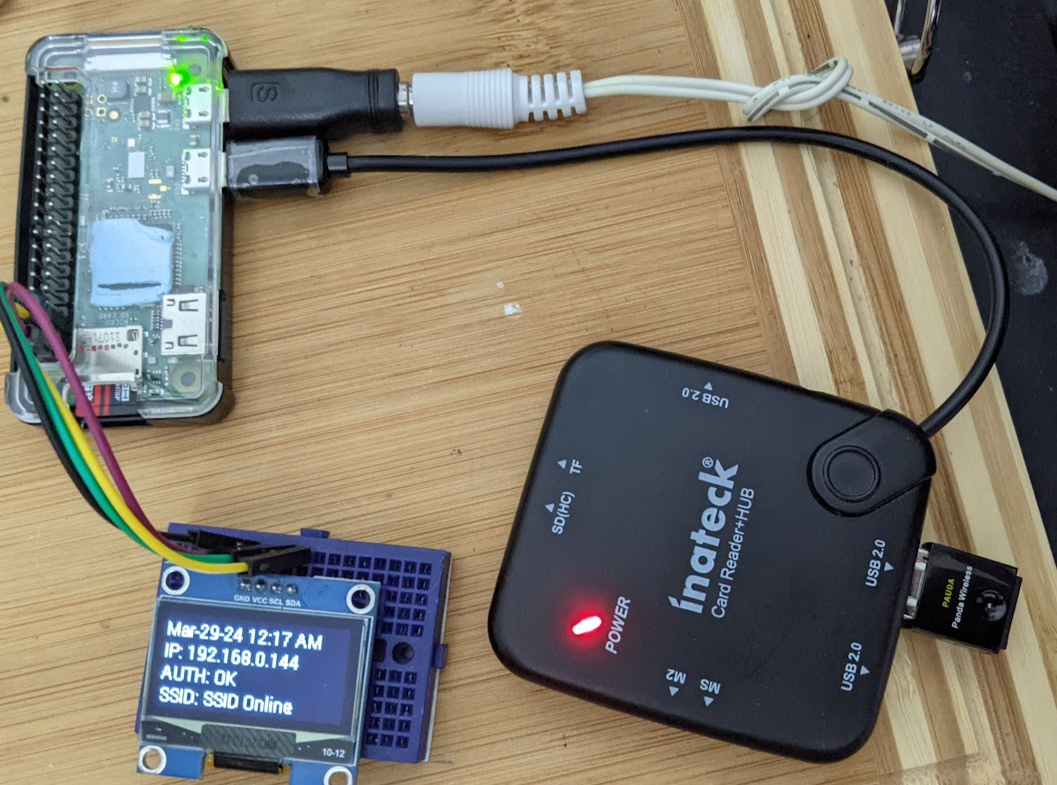 Mar-29-24 12:17 AM
IP: 192.168.0.144
AUTH: OK
SSID: SSID Online
GND VCC SCL SDA
10-12
USB 2.0
TF
SD(HC)
ínateck®
Card Reader+HUB
POWER
M2
MS
USB 2.0
USB 2.0
PAUDA
Panda Wireless